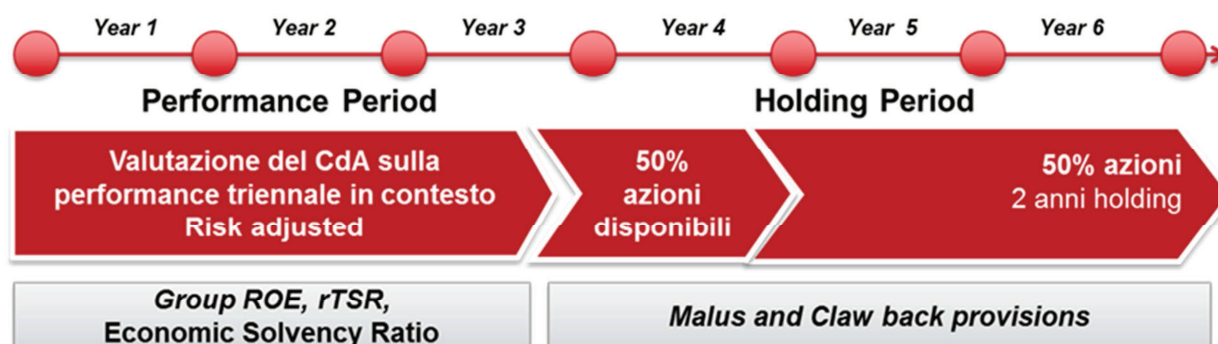 Year 1 Year 2 Year 3 Year 4 Year 5 Year 6
Performance Period Holding Period
Valutazione del CdA sulla
performance triennale in contesto
Risk adjusted
50%
azioni
disponibili
50% azioni
2 anni holding
Group ROE, rTSR,
Economic Solvency Ratio
Malus and Claw back provisions